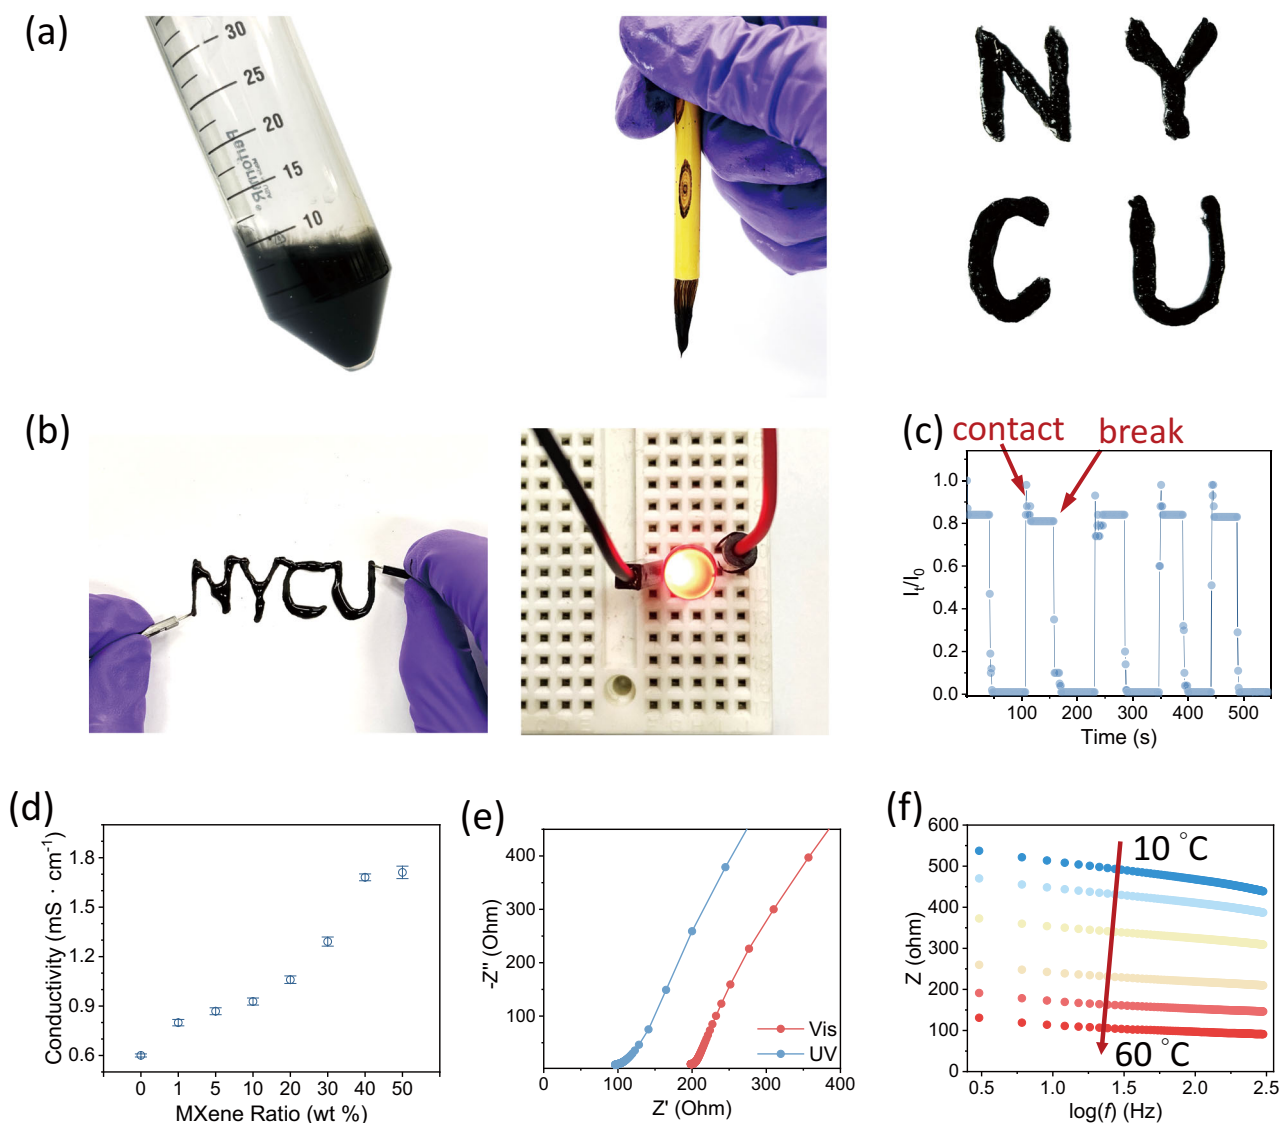 (a)
30
25
20
15
10
N Y
C U
(b)
NYCU
(c)
contact
break
1.0
0.8
0.6
0.4
0.2
0.0
Iₜ/I₀
100 200 300 400 500
Time (s)
(d)
1.8
1.5
1.2
0.9
0.6
Conductivity (mS · cm⁻¹)
0 1 5 10 20 30 40 50
MXene Ratio (wt %)
(e)
400
300
200
100
-Z" (Ohm)
Vis
UV
0 100 200 300 400
Z' (Ohm)
(f)
600
500
400
300
200
100
0
Z (ohm)
10 °C
60 °C
0.5 1.0 1.5 2.0 2.5
log(f) (Hz)